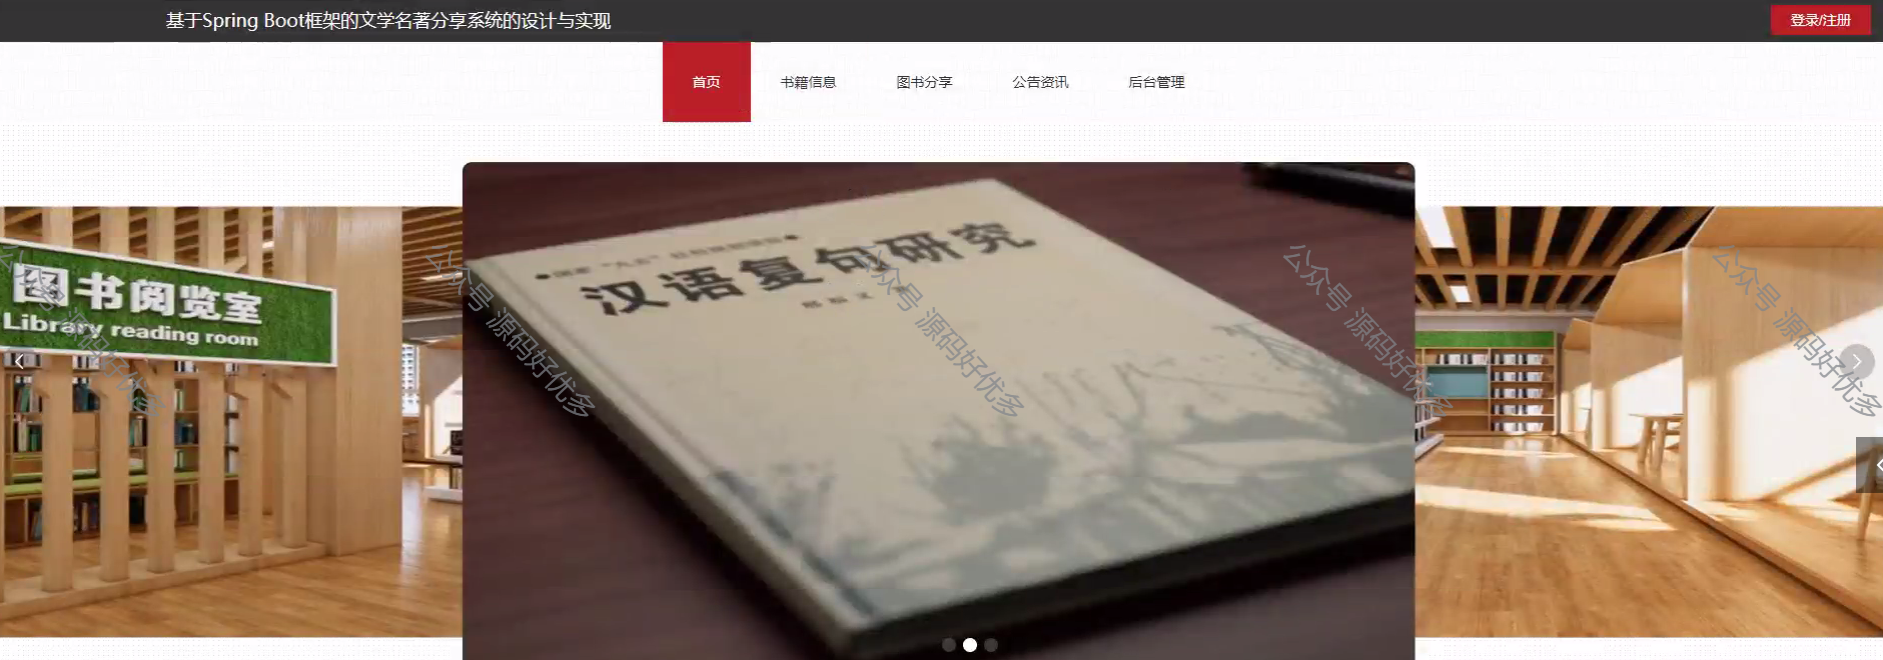 基于Spring Boot框架的文学名著分享系统的设计与实现
登录/注册
首页
书籍信息
图书分享
公告资讯
后台管理
图书阅览室
Library reading room
汉语复句研究
公众号 源码好优多
公众号 源码好优多
公众号 源码好优多
公众号 源码好优多
公众号 源码好优多